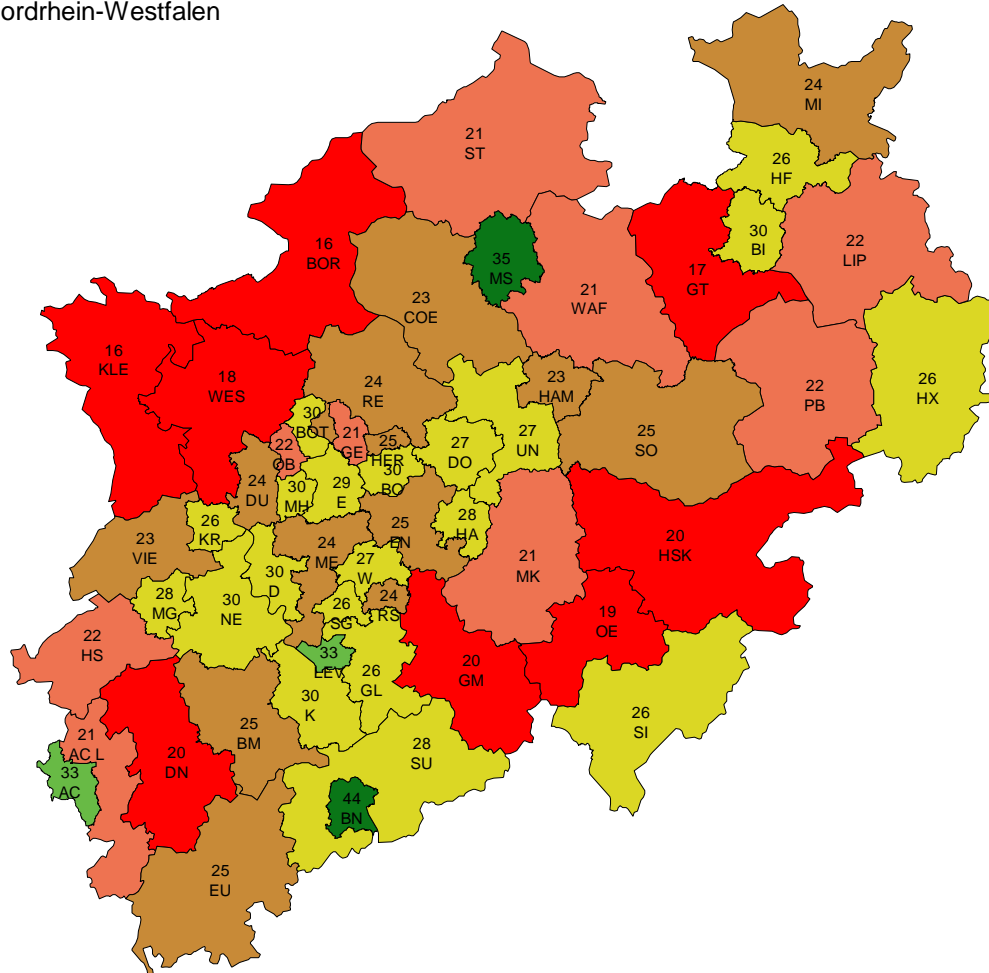 ordrhein-Westfalen
24
MI
21
ST
26
HF
30
BI
22
LIP
16
BOR
35
MS
17
GT
21
WAF
23
COE
16
KLE
18
WES
24
RE
23
HAM
22
PB
26
HX
30
BOT
21
GE
22
OB
25
HER
27
DO
27
UN
25
SO
24
DU
30
MH
29
E
30
BO
26
KR
28
HA
25
EN
23
VIE
24
ME
21
MK
20
HSK
27
W
30
D
28
MG
30
NE
26
SG
24
RS
19
OE
22
HS
33
LEV
26
GL
20
GM
30
K
26
SI
21
AC L
33
AC
20
DN
25
BM
28
SU
44
BN
25
EU